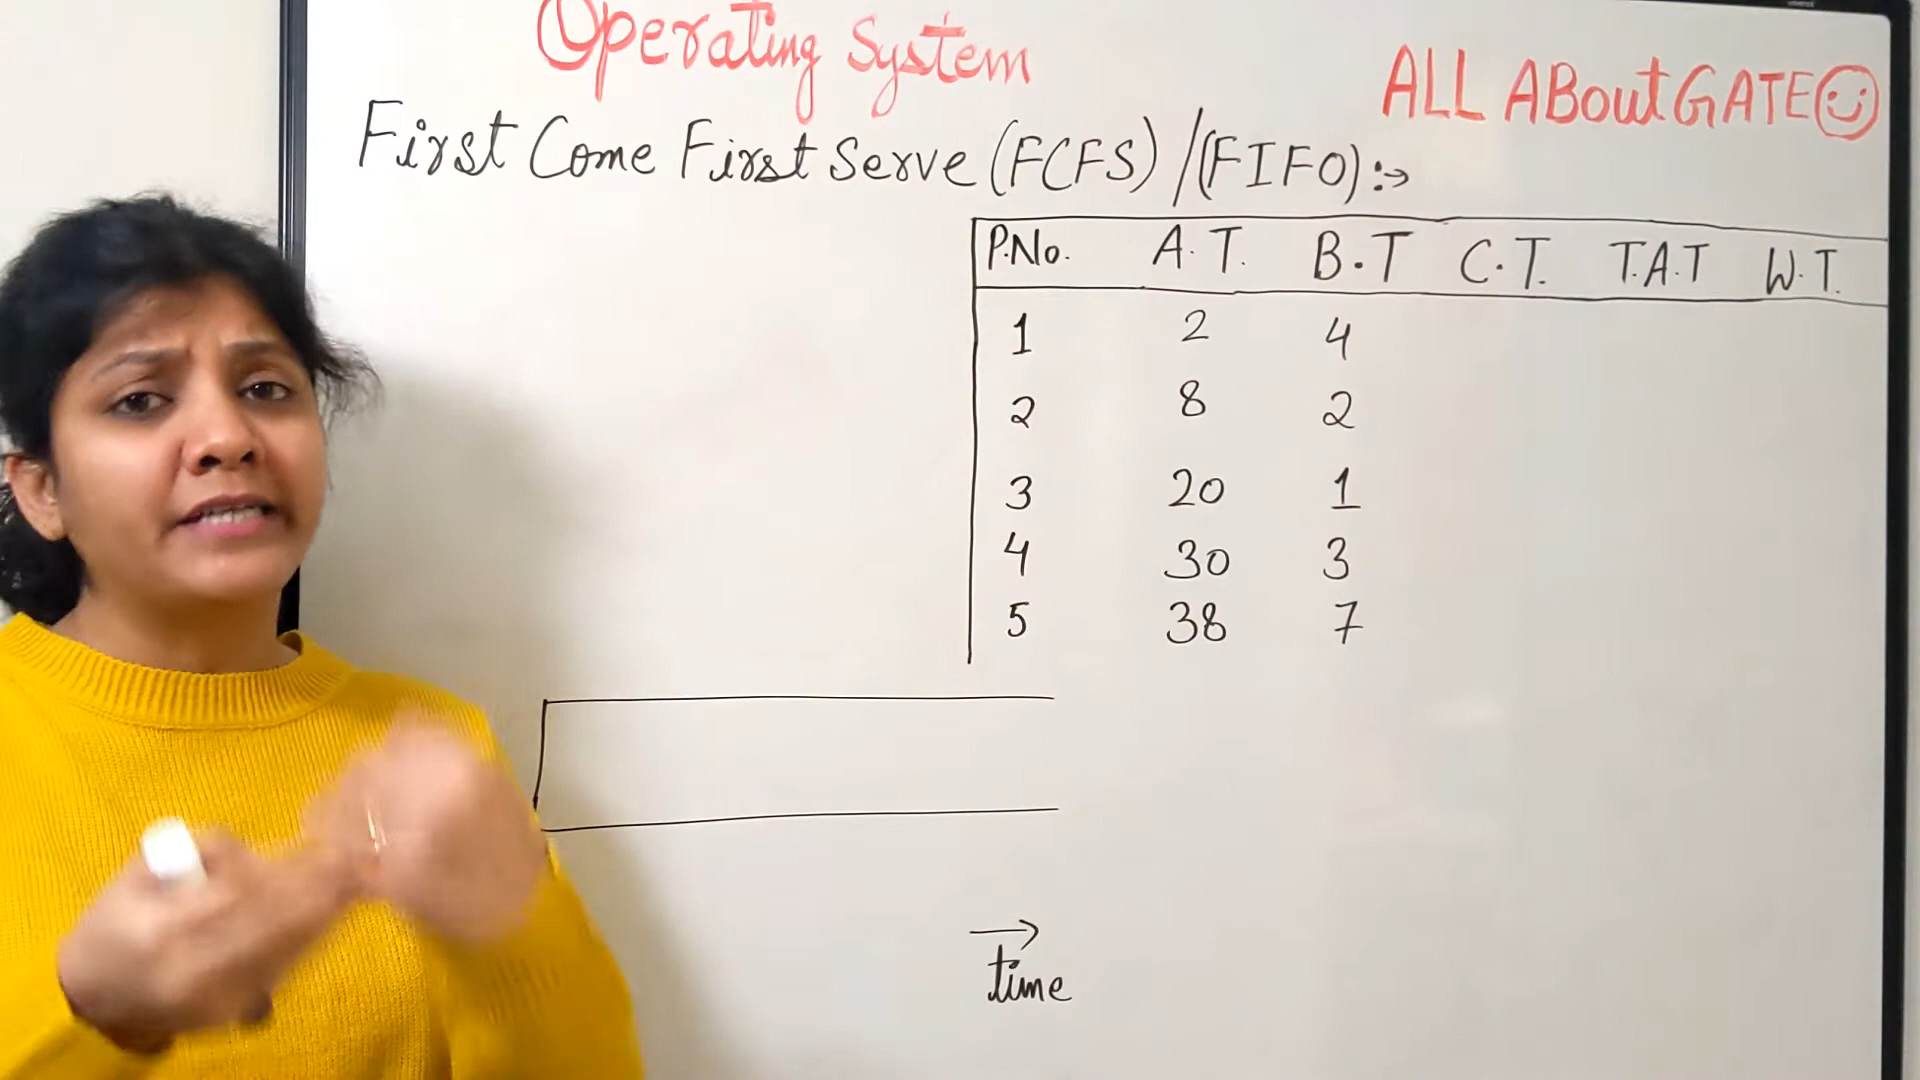 Operating System
ALL ABout GATE
First Come First Serve (FCFS) / (FIFO) :→
P.No. A.T. B.T C.T. T.A.T W.T.
1 2 4
2 8 2
3 20 1
4 30 3
5 38 7
→
time